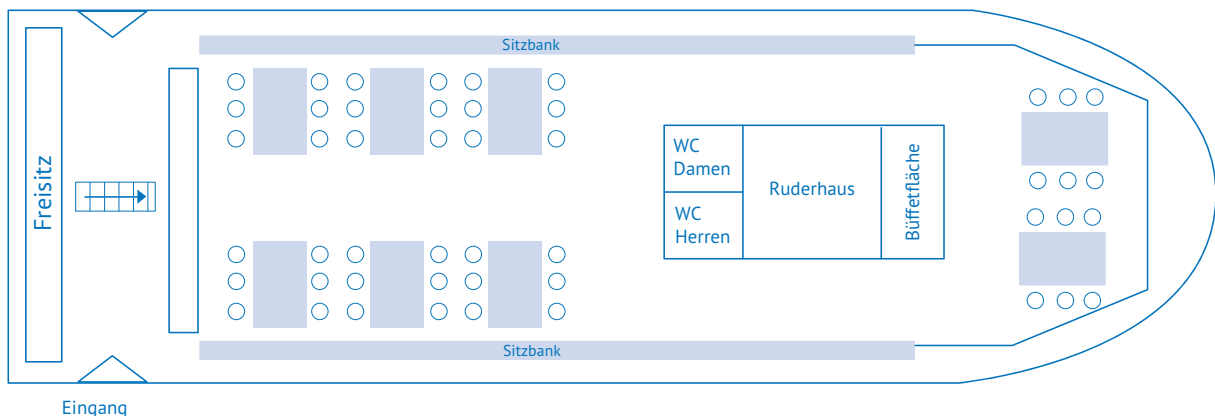 Sitzbank
Freisitz
WC
Damen
WC
Herren
Ruderhaus
Büffetfläche
Sitzbank
Eingang